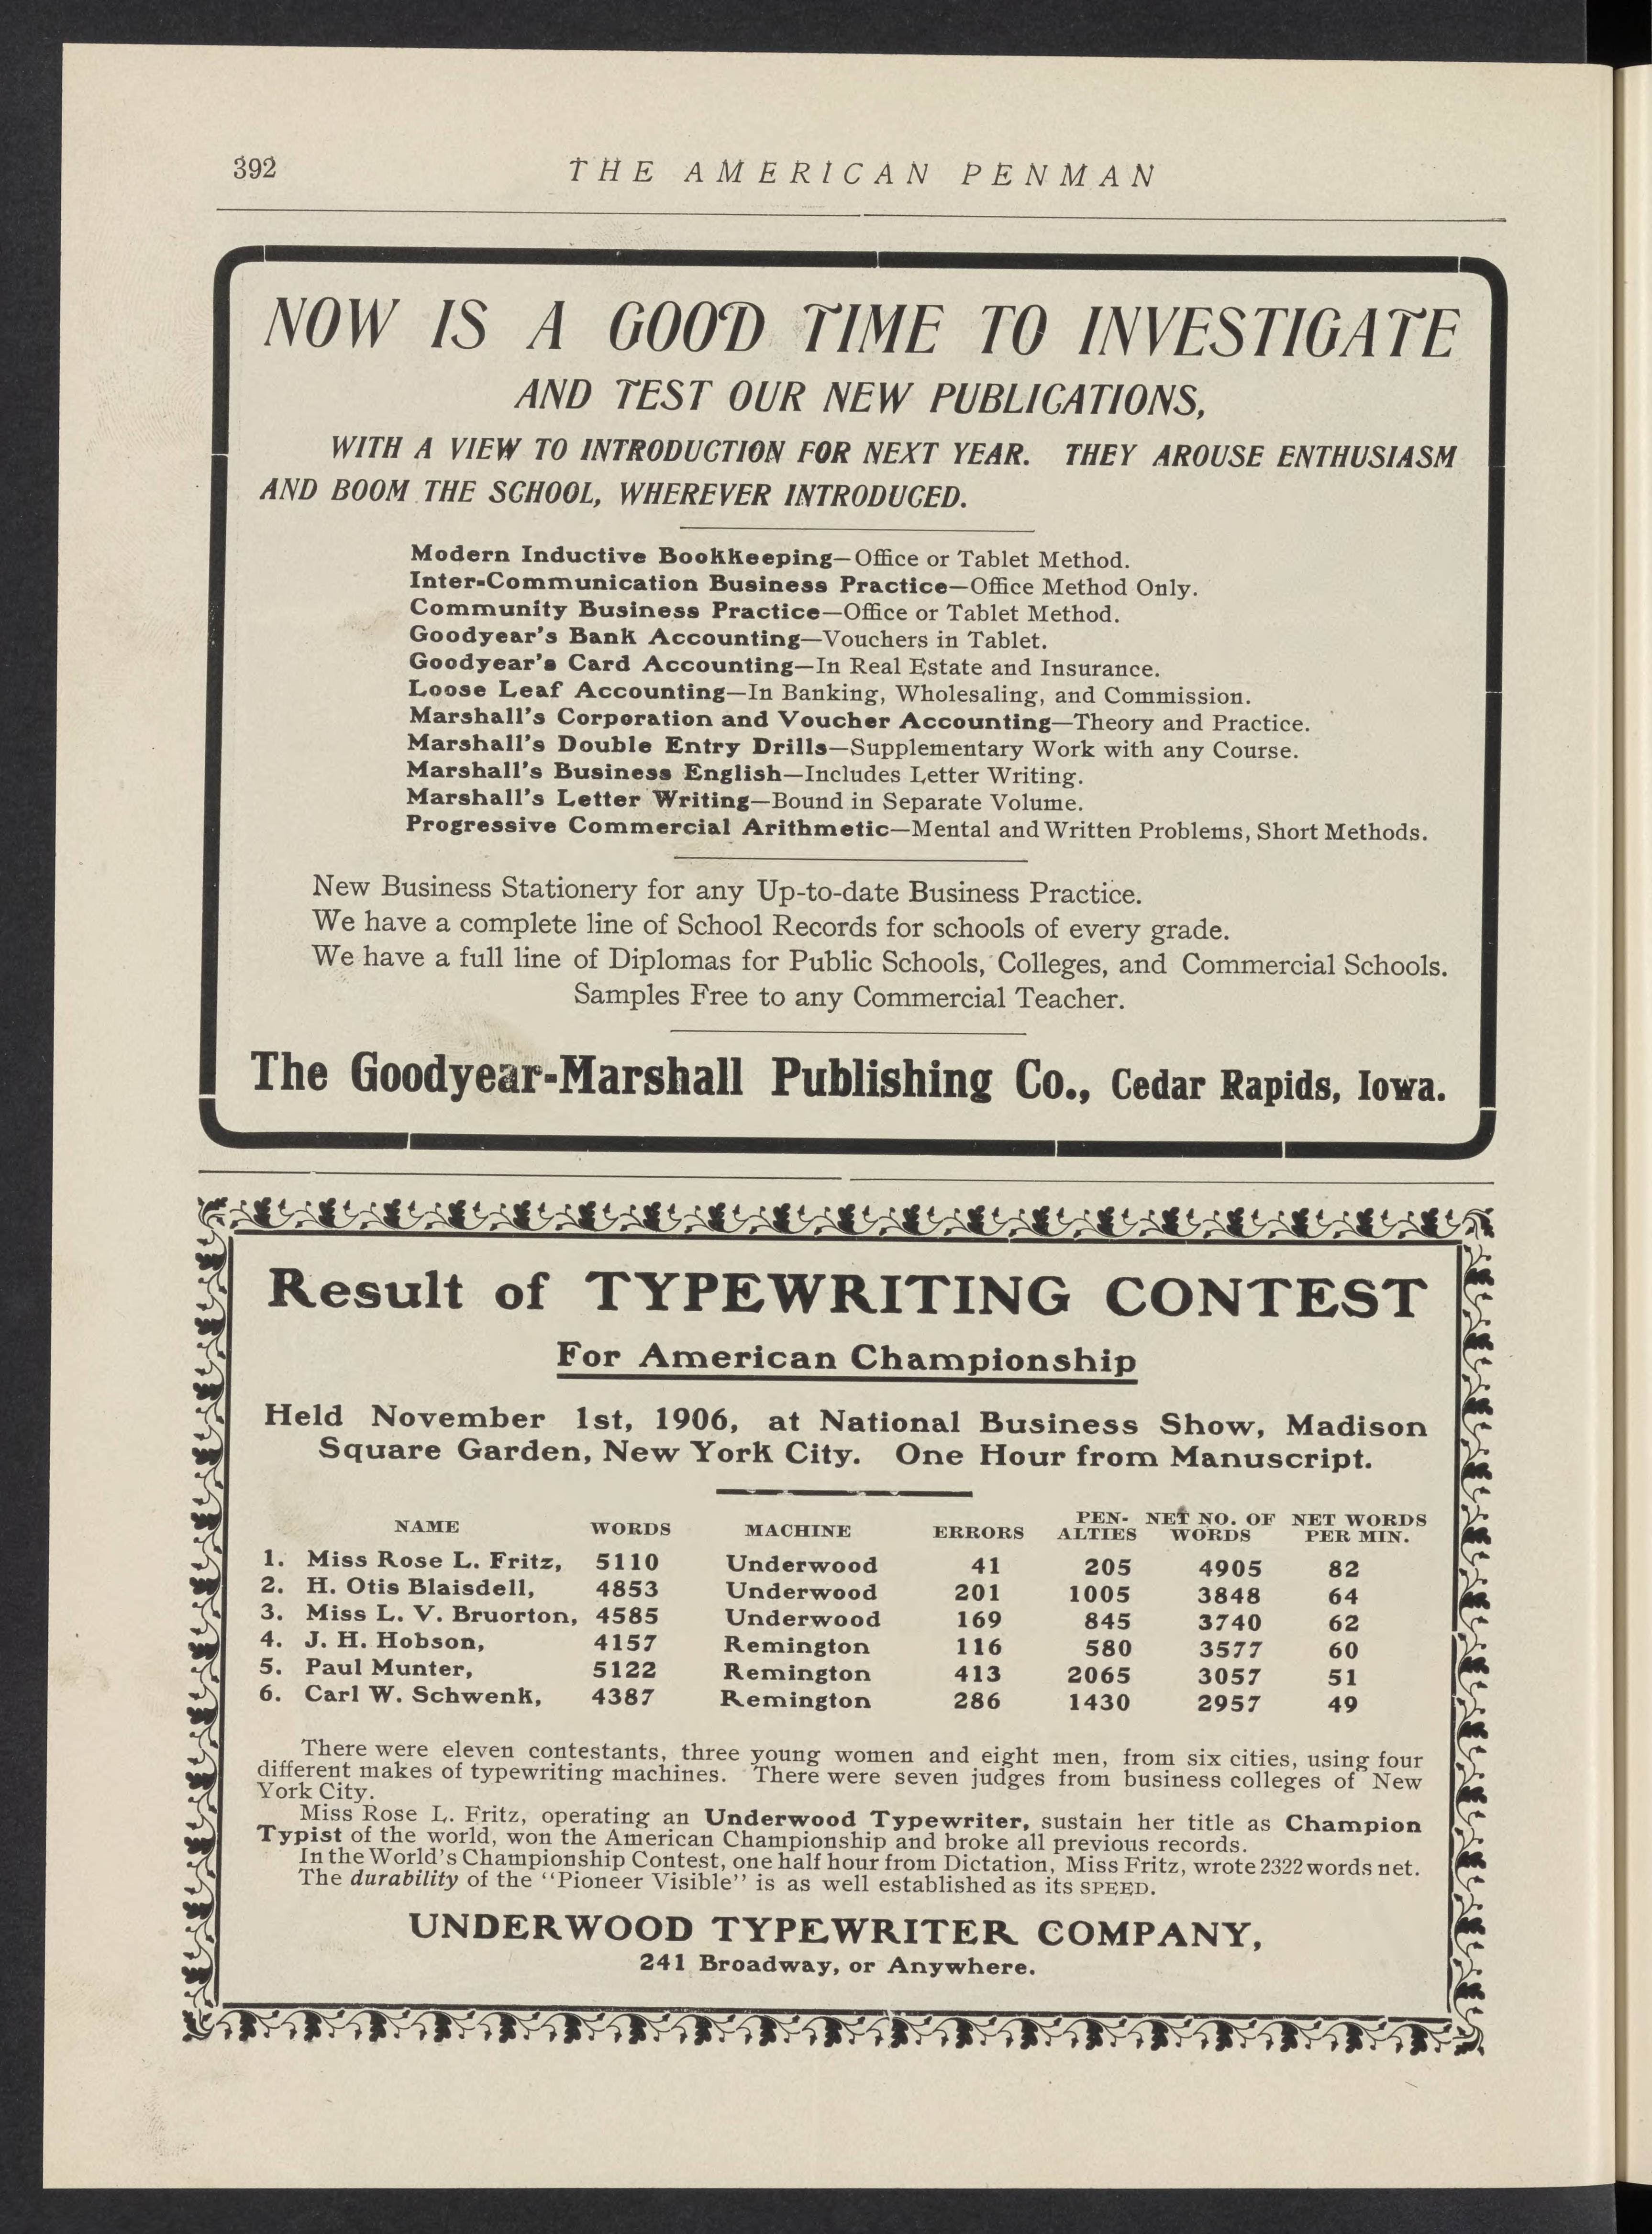 392
THE AMERICAN PENMAN
NOW IS A GOOD TIME TO INVESTIGATE
AND TEST OUR NEW PUBLICATIONS,
WITH A VIEW TO INTRODUCTION FOR NEXT YEAR. THEY AROUSE ENTHUSIASM
AND BOOM THE SCHOOL, WHEREVER INTRODUCED.
Modern Inductive Bookkeeping—Office or Tablet Method.
Inter-Communication Business Practice—Office Method Only.
Community Business Practice—Office or Tablet Method.
Goodyear's Bank Accounting—Vouchers in Tablet.
Goodyear's Card Accounting—In Real Estate and Insurance.
Loose Leaf Accounting—In Banking, Wholesaling, and Commission.
Marshall's Corporation and Voucher Accounting—Theory and Practice.
Marshall's Double Entry Drills—Supplementary Work with any Course.
Marshall's Business English—Includes Letter Writing.
Marshall's Letter Writing—Bound in Separate Volume.
Progressive Commercial Arithmetic—Mental and Written Problems, Short Methods.
New Business Stationery for any Up-to-date Business Practice.
We have a complete line of School Records for schools of every grade.
We have a full line of Diplomas for Public Schools, Colleges, and Commercial Schools.
Samples Free to any Commercial Teacher.
The Goodyear-Marshall Publishing Co., Cedar Rapids, Iowa.
Result of TYPEWRITING CONTEST
For American Championship
Held November 1st, 1906, at National Business Show, Madison
Square Garden, New York City. One Hour from Manuscript.
NAME WORDS MACHINE ERRORS PEN-ALTIES NET NO. OF WORDS NET WORDS PER MIN.
1. Miss Rose L. Fritz, 5110 Underwood 41 205 4905 82
2. H. Otis Blaisdell, 4853 Underwood 201 1005 3848 64
3. Miss L. V. Bruorton, 4585 Underwood 169 845 3740 62
4. J. H. Hobson, 4157 Remington 116 580 3577 60
5. Paul Munter, 5122 Remington 413 2065 3057 51
6. Carl W. Schwenk, 4387 Remington 286 1430 2957 49
There were eleven contestants, three young women and eight men, from six cities, using four
different makes of typewriting machines. There were seven judges from business colleges of New
York City.
Miss Rose L. Fritz, operating an Underwood Typewriter, sustain her title as Champion
Typist of the world, won the American Championship and broke all previous records.
In the World's Championship Contest, one half hour from Dictation, Miss Fritz, wrote 2322 words net.
The durability of the "Pioneer Visible" is as well established as its SPEED.
UNDERWOOD TYPEWRITER COMPANY,
241 Broadway, or Anywhere.